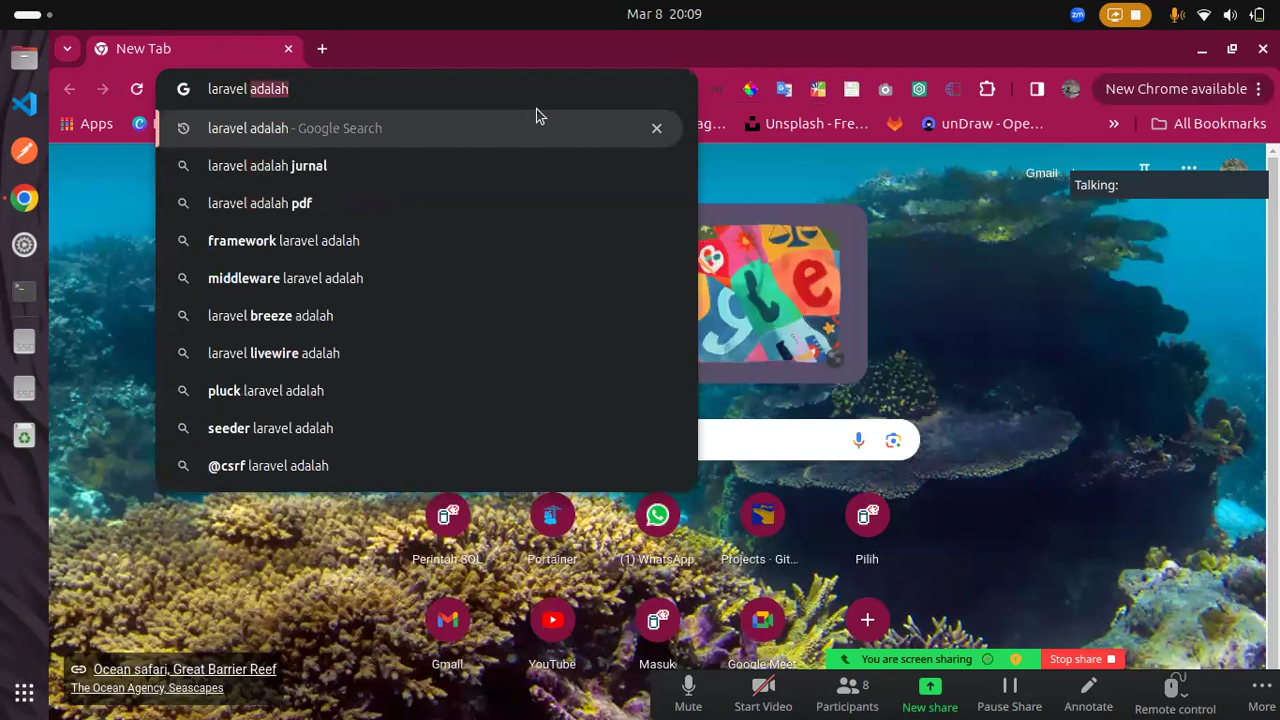 Mar 8 20:09
zm
New Tab
laravel adalah
New Chrome available
laravel adalah - Google Search
Apps
ag...
Unsplash - Fre...
unDraw - Ope...
»
All Bookmarks
laravel adalah jurnal
Gmail
Talking:
laravel adalah pdf
framework laravel adalah
middleware laravel adalah
laravel breeze adalah
laravel livewire adalah
pluck laravel adalah
seeder laravel adalah
@csrf laravel adalah
SSD
SSD
Perintah SQL
Portainer
(1) WhatsApp
Projects · Git...
Pilih
Gmail
YouTube
Masuk
Google Meet
Ocean safari, Great Barrier Reef
The Ocean Agency, Seascapes
You are screen sharing
Stop share
Mute
Start Video
Participants
8
New share
Pause Share
Annotate
Remote control
More